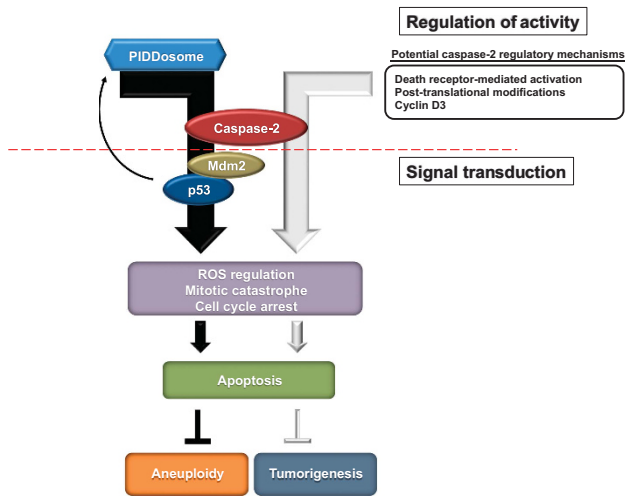 Regulation of activity
PIDDosome
Potential caspase-2 regulatory mechanisms
Death receptor-mediated activation
Post-translational modifications
Cyclin D3
Caspase-2
Mdm2
p53
Signal transduction
ROS regulation
Mitotic catastrophe
Cell cycle arrest
Apoptosis
Aneuploidy
Tumorigenesis